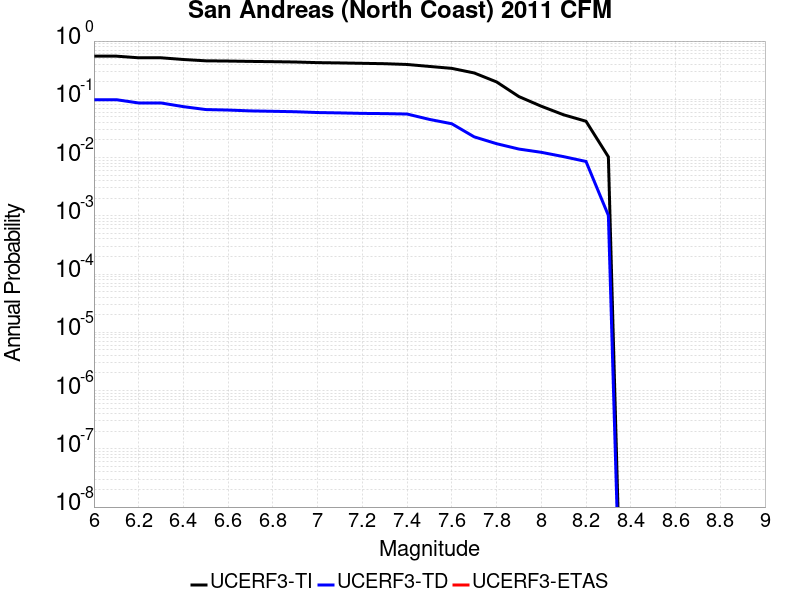 San Andreas (North Coast) 2011 CFM
10^0
10^-1
10^-2
10^-3
10^-4
10^-5
10^-6
10^-7
10^-8
Annual Probability
6 6.2 6.4 6.6 6.8 7 7.2 7.4 7.6 7.8 8 8.2 8.4 8.6 8.8 9
Magnitude
UCERF3-TI UCERF3-TD UCERF3-ETAS